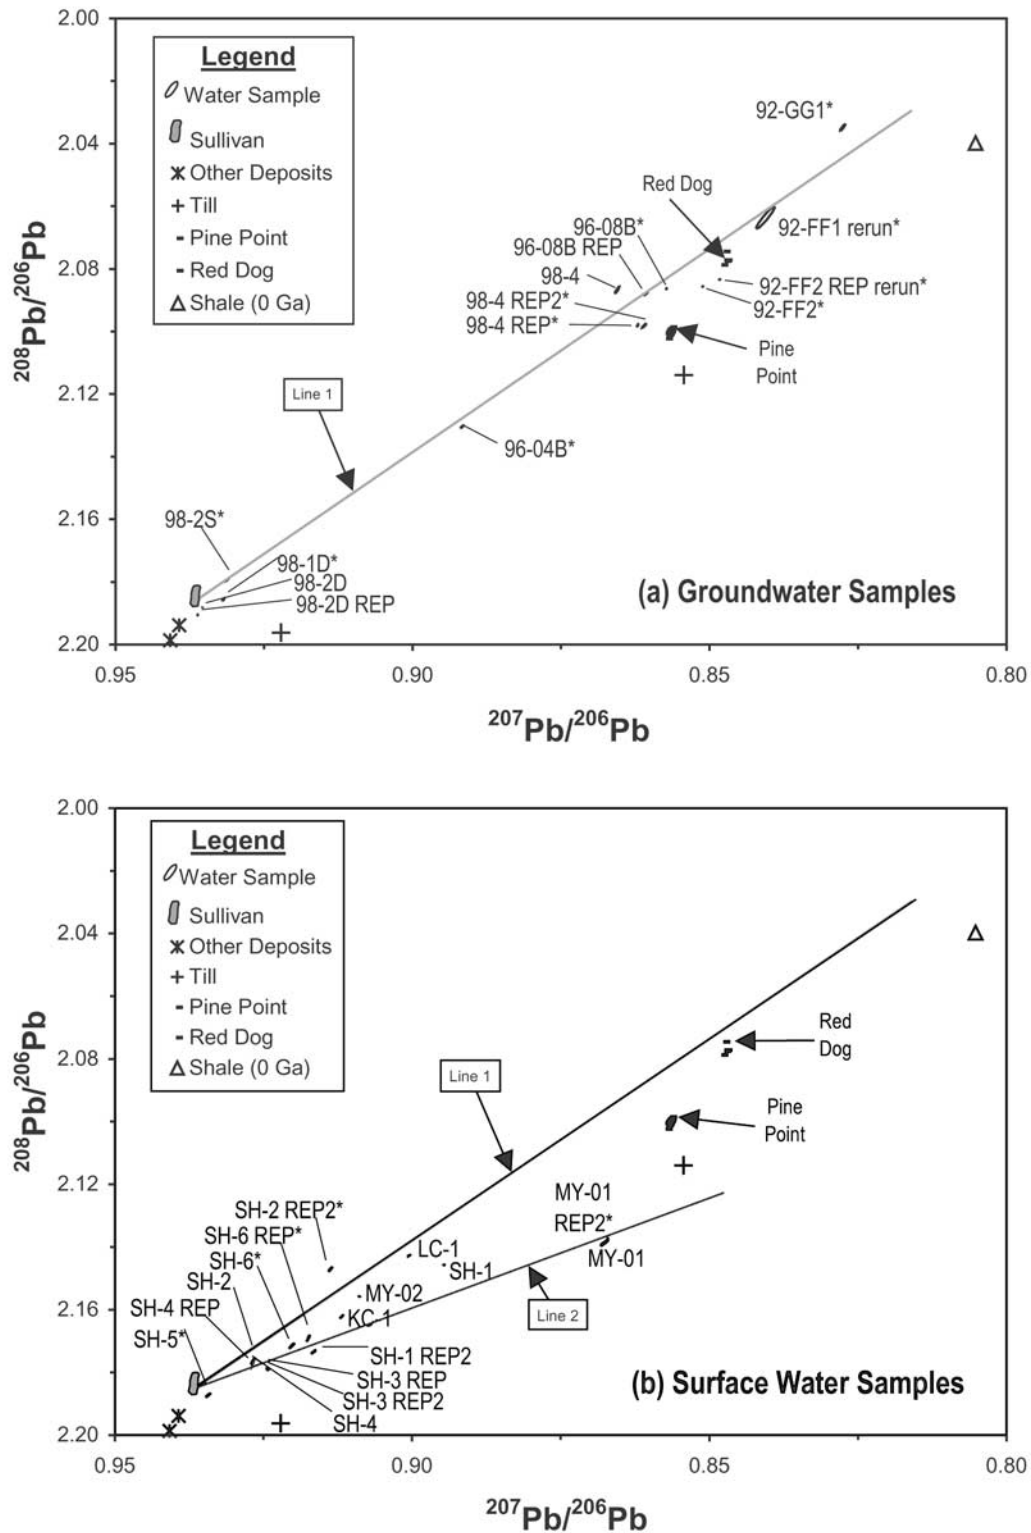 2.00
2.04
2.08
2.12
2.16
2.20
208Pb/206Pb
Legend
Water Sample
Sullivan
Other Deposits
Till
Pine Point
Red Dog
Shale (0 Ga)
92-GG1*
Red Dog
96-08B*
92-FF1 rerun*
96-08B REP
98-4
92-FF2 REP rerun*
98-4 REP2*
92-FF2*
98-4 REP*
Pine
Point
Line 1
96-04B*
98-2S*
98-1D*
98-2D
98-2D REP
(a) Groundwater Samples
0.95
0.90
0.85
0.80
207Pb/206Pb
2.00
2.04
2.08
2.12
2.16
2.20
208Pb/206Pb
Legend
Water Sample
Sullivan
Other Deposits
Till
Pine Point
Red Dog
Shale (0 Ga)
Red
Dog
Line 1
Pine
Point
MY-01
REP2*
MY-01
SH-2 REP2*
SH-6 REP*
LC-1
SH-6*
SH-1
SH-2
MY-02
SH-4 REP
KC-1
Line 2
SH-5*
SH-1 REP2
SH-3 REP
SH-3 REP2
SH-4
(b) Surface Water Samples
0.95
0.90
0.85
0.80
207Pb/206Pb